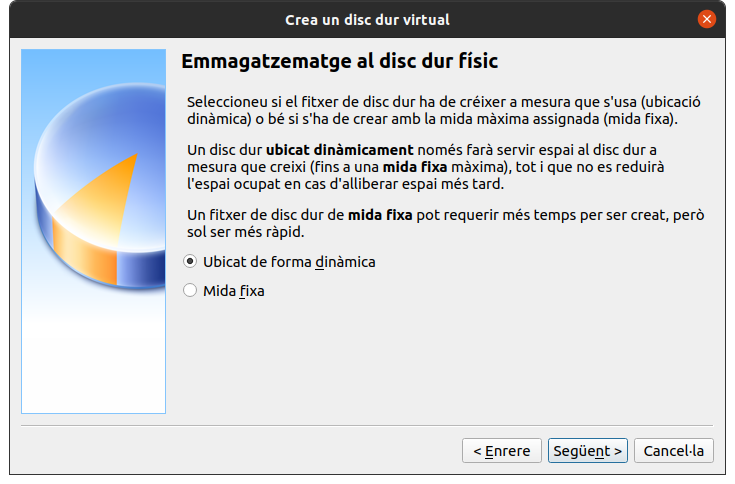 Crea un disc dur virtual
Emmagatzematge al disc dur físic
Seleccioneu si el fitxer de disc dur ha de créixer a mesura que s'usa (ubicació
dinàmica) o bé si s'ha de crear amb la mida màxima assignada (mida fixa).
Un disc dur ubicat dinàmicament només farà servir espai al disc dur a
mesura que creixi (fins a una mida fixa màxima), tot i que no es reduirà
l'espai ocupat en cas d'alliberar espai més tard.
Un fitxer de disc dur de mida fixa pot requerir més temps per ser creat, però
sol ser més ràpid.
Ubicat de forma dinàmica
Mida fixa
< Enrere
Següent >
Cancel·la